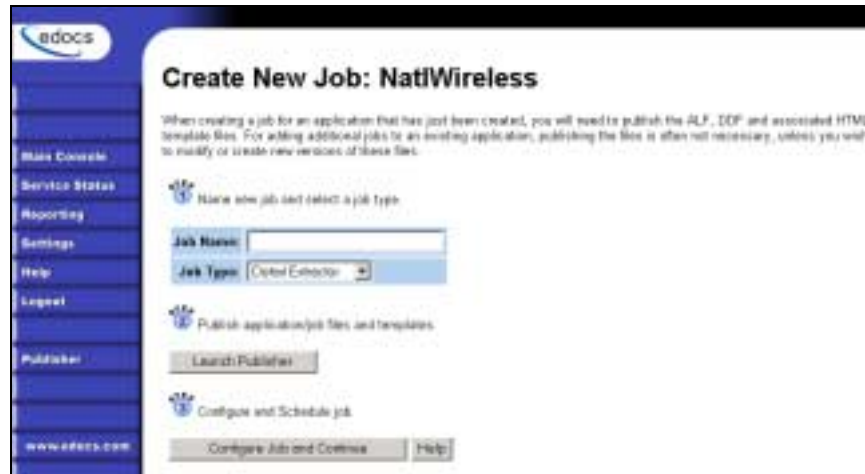 edocs
Create New Job: NatlWireless
When creating a job for an application that has just been created, you will need to publish the ALF, DDF and associated HTML
template files. For adding additional jobs to an existing application, publishing the files is often not necessary, unless you wish
to modify or create new versions of these files.
Main Console
Service Status
Reporting
Settings
Help
Logout
Publisher
www.edocs.com
1 Name new job and select a job type.
Job Name:
Job Type: Detail Extractor
2 Publish application/job files and templates.
Launch Publisher
3 Configure and Schedule job.
Configure Job and Continue
Help